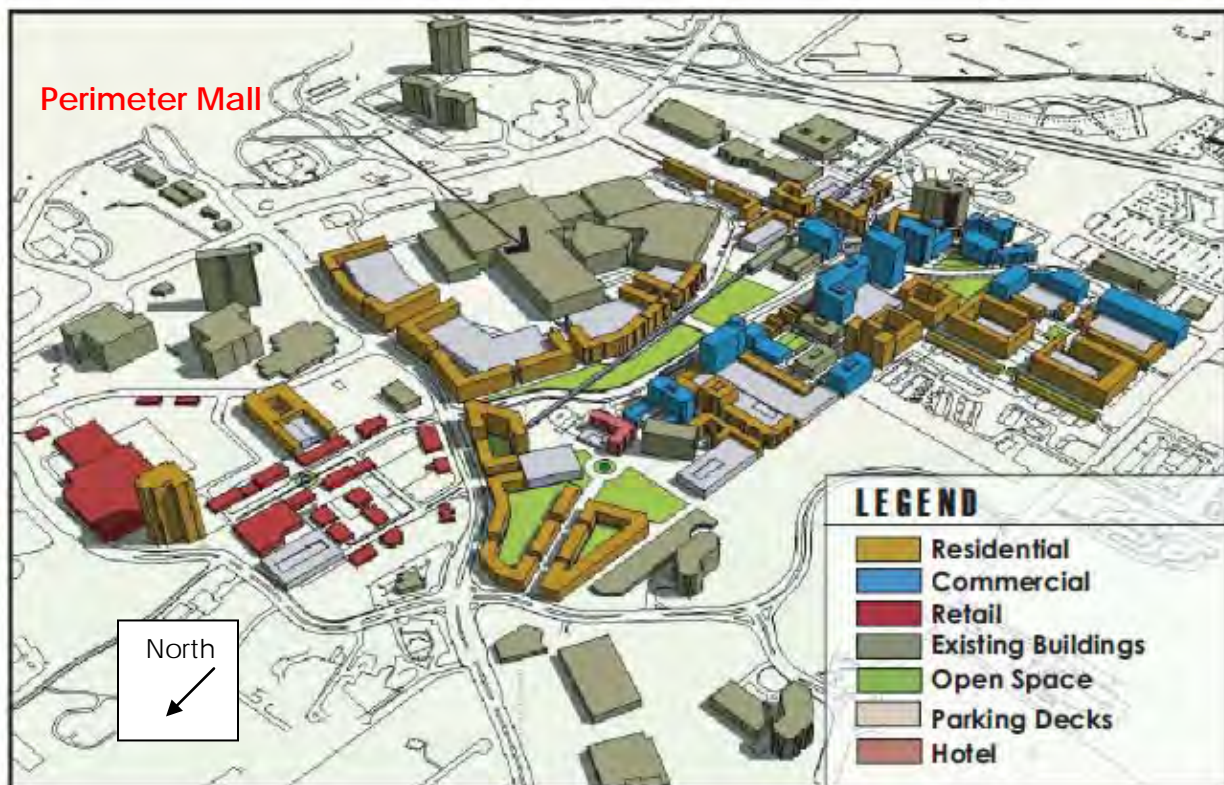 Perimeter Mall
North
LEGEND
Residential
Commercial
Retail
Existing Buildings
Open Space
Parking Decks
Hotel